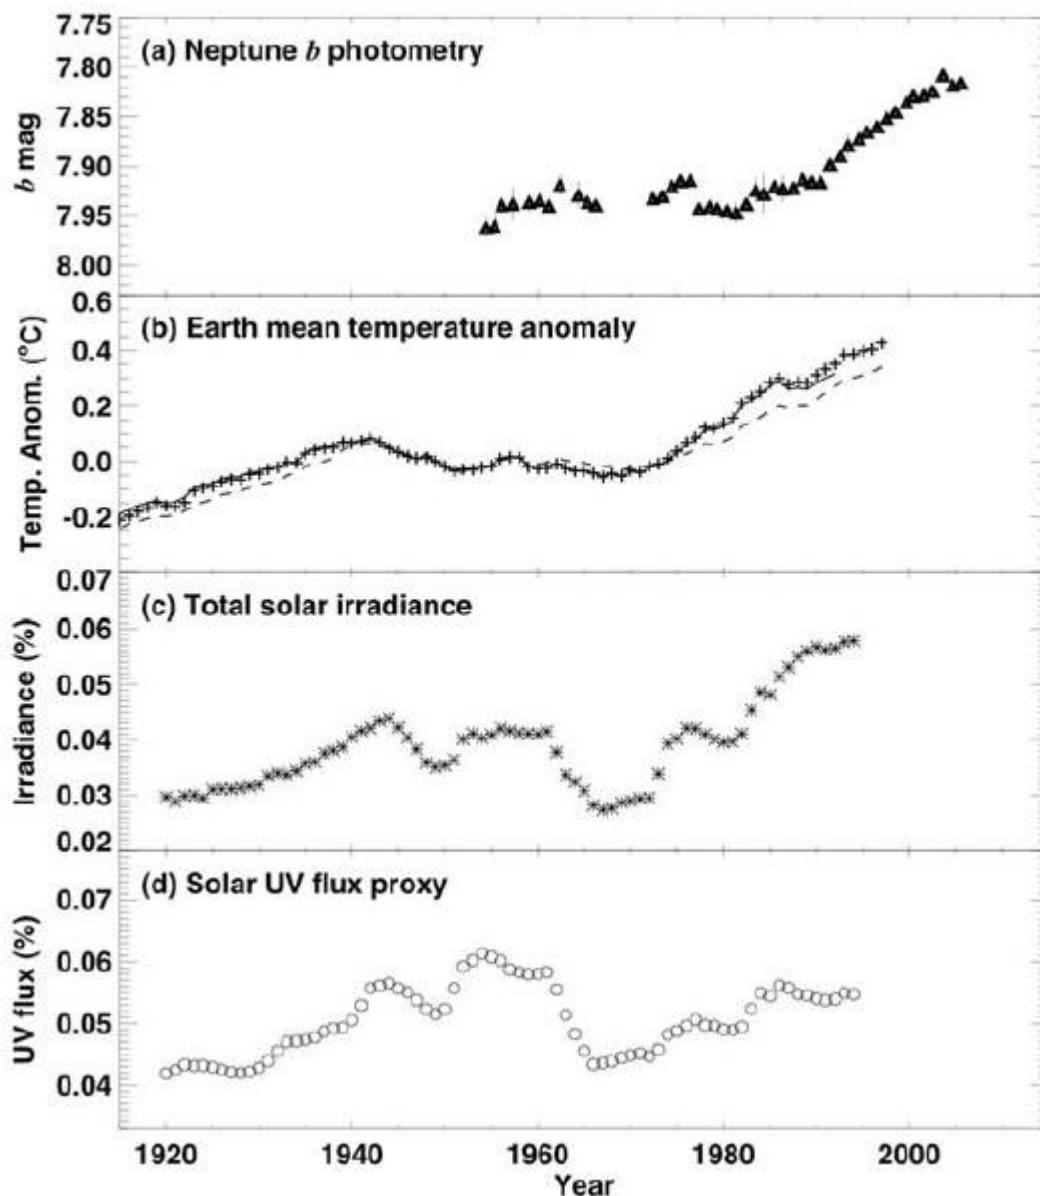 7.75
(a) Neptune b photometry
7.80
7.85
b mag
7.90
7.95
8.00
0.6
(b) Earth mean temperature anomaly
0.4
0.2
Temp. Anom. (°C)
0.0
-0.2
0.07
(c) Total solar irradiance
0.06
0.05
Irradiance (%)
0.04
0.03
0.02
(d) Solar UV flux proxy
0.07
0.06
UV flux (%)
0.05
0.04
1920 1940 1960 1980 2000
Year